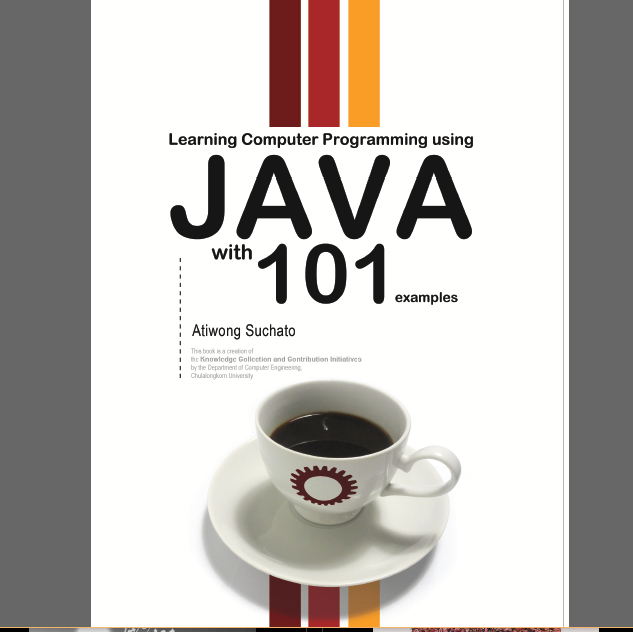 Learning Computer Programming using
JAVA
with 101
examples
Atiwong Suchato
This book is a creation of
the Knowledge Collection and Contribution Initiatives
by the Department of Computer Engineering,
Chulalongkorn University